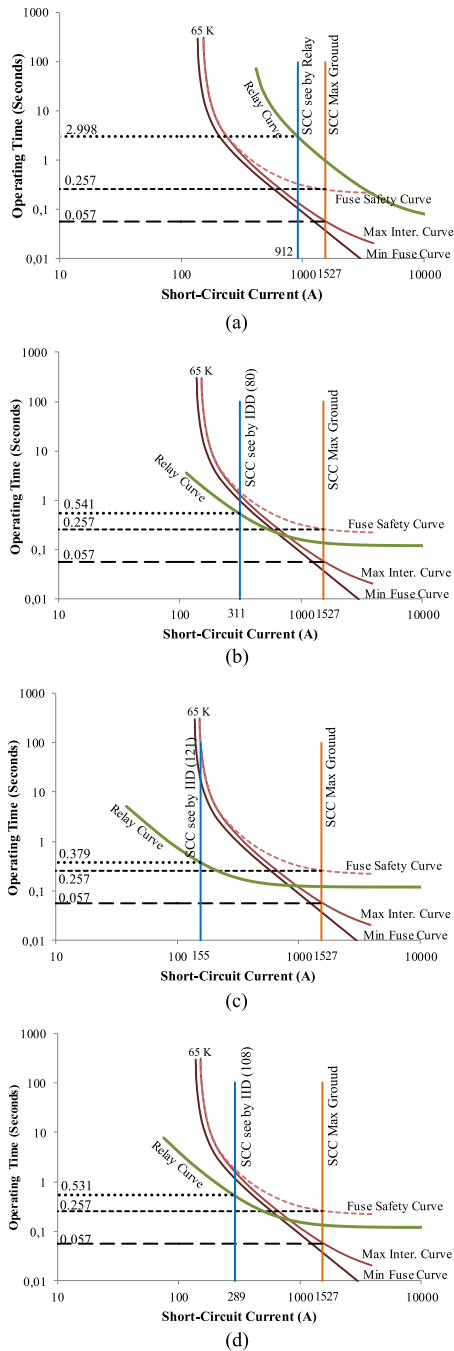 Operating Time (Seconds)
1000
100
10
1
0,1
0,01
65 K
Relay Curve
SCC see by Relay
SCC Max Grouud
2.998
0.257
0.057
Fuse Safety Curve
Max Inter. Curve
Min Fuse Curve
912
10
100
1000
1527
10000
Short-Circuit Current (A)
(a)
Operating Time (Seconds)
1000
100
10
1
0,1
0,01
65 K
Relay Curve
SCC see by IDD (80)
SCC Max Grouud
0.541
0.257
0.057
Fuse Safety Curve
Max Inter. Curve
Min Fuse Curve
10
100
311
1000
1527
10000
Short-Circuit Current (A)
(b)
Operating Time (Seconds)
1000
100
10
1
0,1
0,01
65 K
Relay Curve
SCC see by IID (121)
SCC Max Grouud
0.379
0.257
0.057
Fuse Safety Curve
Max Inter. Curve
Min Fuse Curve
10
100
155
1000
1527
10000
Short-Circuit Current (A)
(c)
Operating Time (Seconds)
1000
100
10
1
0,1
0,01
65 K
Relay Curve
SCC see by IID (108)
SCC Max Grouud
0.531
0.257
0.057
Fuse Safety Curve
Max Inter. Curve
Min Fuse Curve
10
100
289
1000
1527
10000
Short-Circuit Current (A)
(d)